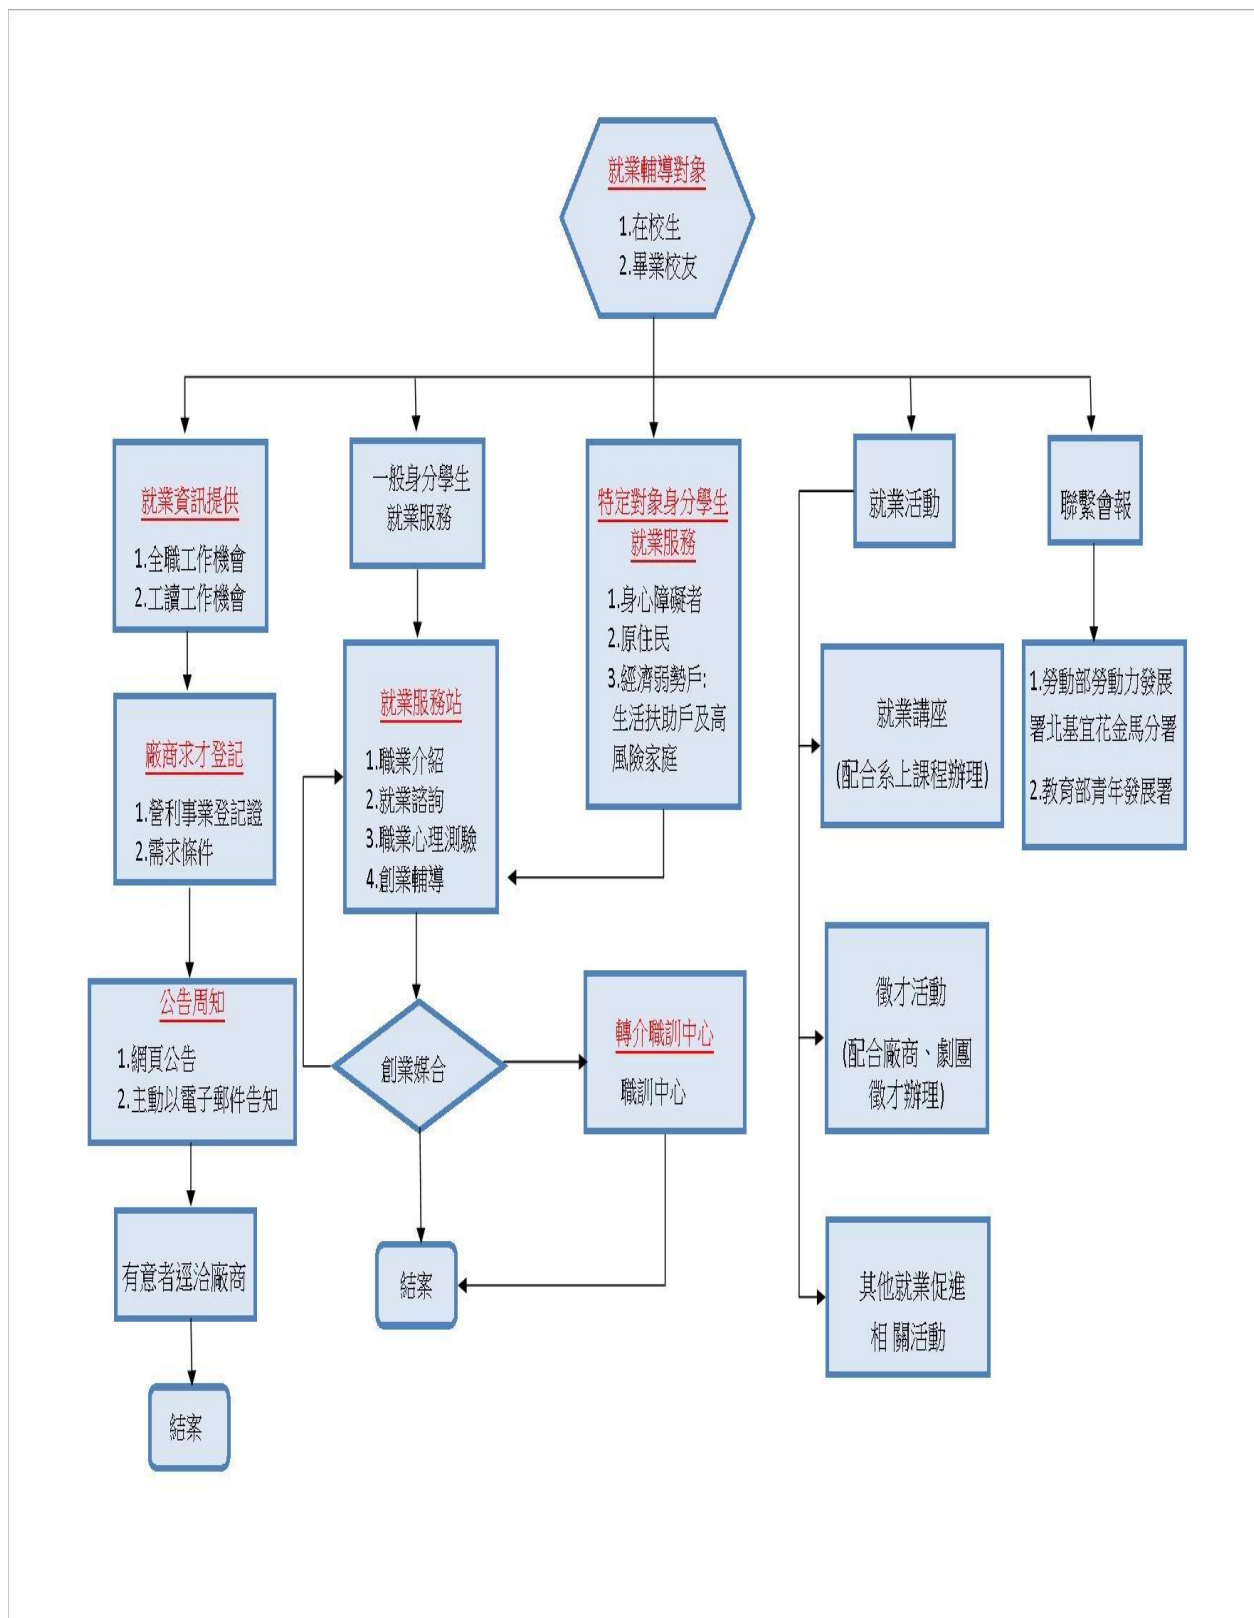 就業輔導對象
1.在校生
2.畢業校友
就業資訊提供
1.全職工作機會
2.工讀工作機會
一般身分學生
就業服務
特定對象身分學生
就業服務
1.身心障礙者
2.原住民
3.經濟弱勢戶:
生活扶助戶及高
風險家庭
就業活動
聯繫會報
廠商求才登記
1.營利事業登記證
2.需求條件
就業服務站
1.職業介紹
2.就業諮詢
3.職業心理測驗
4.創業輔導
就業講座
(配合系上課程辦理)
1.勞動部勞動力發展
署北基宜花金馬分署
2.教育部青年發展署
公告周知
1.網頁公告
2.主動以電子郵件告知
創業媒合
轉介職訓中心
職訓中心
徵才活動
(配合廠商、劇團
徵才辦理)
有意者逕洽廠商
結案
其他就業促進
相 關活動
結案